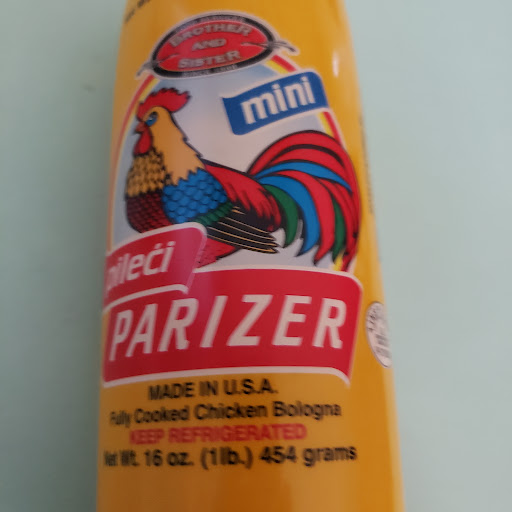 BROTHER
AND
SISTER
mini
pileći
PARIZER
MADE IN U.S.A.
Fully Cooked Chicken Bologna
KEEP REFRIGERATED
Net Wt. 16 oz. (1lb.) 454 grams